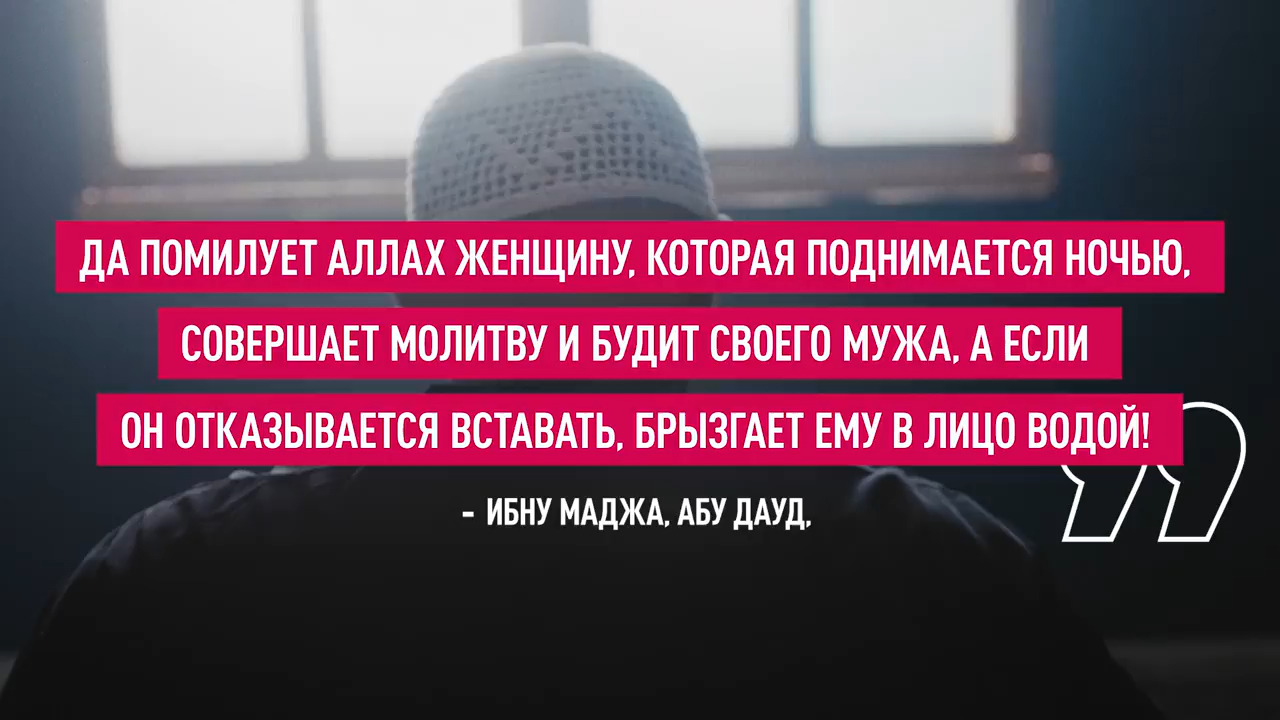 ДА ПОМИЛУЕТ АЛЛАХ ЖЕНЩИНУ, КОТОРАЯ ПОДНИМАЕТСЯ НОЧЬЮ,
СОВЕРШАЕТ МОЛИТВУ И БУДИТ СВОЕГО МУЖА, А ЕСЛИ
ОН ОТКАЗЫВАЕТСЯ ВСТАВАТЬ, БРЫЗГАЕТ ЕМУ В ЛИЦО ВОДОЙ!
- ИБНУ МАДЖА, АБУ ДАУД,